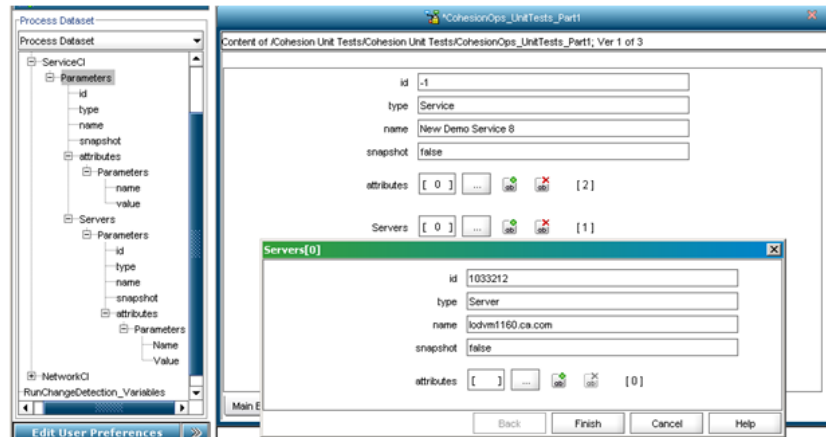 Process Dataset
Process Dataset
ServiceCI
Parameters
id
type
name
snapshot
attributes
Parameters
name
value
Servers
Parameters
id
type
name
snapshot
attributes
Parameters
Name
Value
NetworkCI
RunChangeDetection_Variables
Edit User Preferences
*CohesionOps_UnitTests_Part1
Content of /Cohesion Unit Tests/Cohesion Unit Tests/CohesionOps_UnitTests_Part1; Ver 1 of 3
id -1
type Service
name New Demo Service 8
snapshot false
attributes [ 0 ] ... [ 2 ]
Servers [ 0 ] ... [ 1 ]
Servers[0]
id 1033212
type Server
name lodvm1160.ca.com
snapshot false
attributes [ ] ... [ 0 ]
Main E
Back Finish Cancel Help